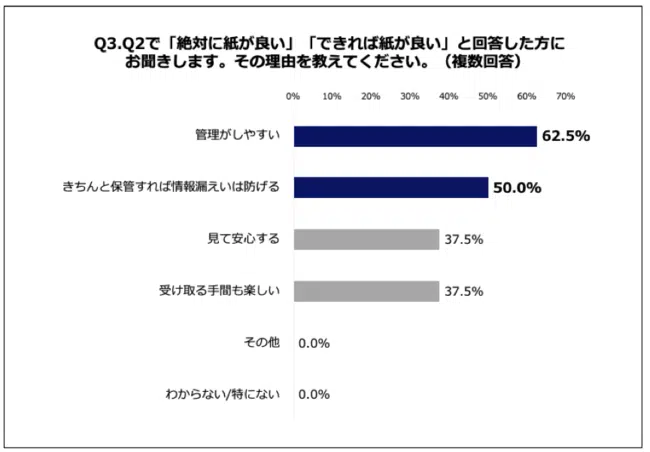 Q3.Q2で「絶対に紙が良い」「できれば紙が良い」と回答した方に
お聞きします。その理由を教えてください。（複数回答）
0% 10% 20% 30% 40% 50% 60% 70%
管理がしやすい 62.5%
きちんと保管すれば情報漏えいは防げる 50.0%
見て安心する 37.5%
受け取る手間も楽しい 37.5%
その他 0.0%
わからない/特にない 0.0%